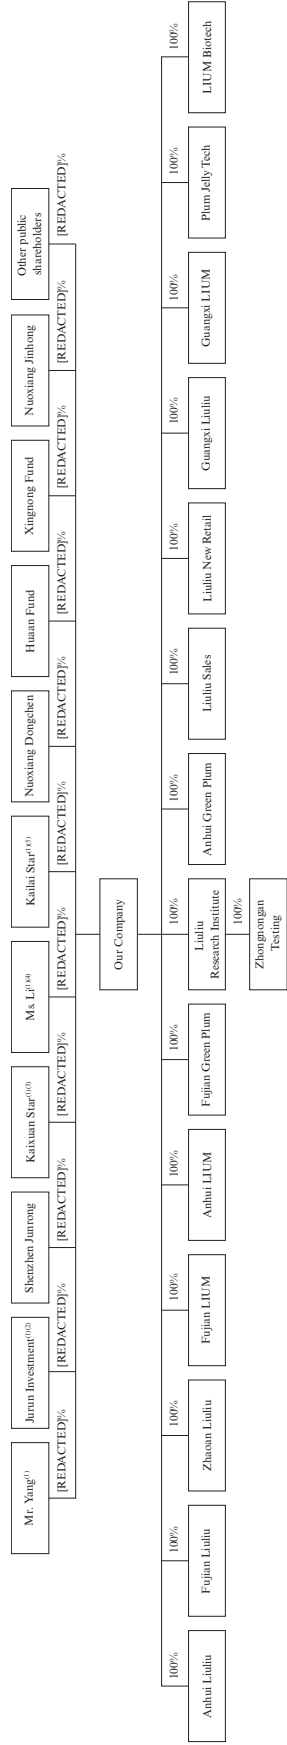 Mr. Yang(1)
Jurun Investment(1)(2)
Shenzhen Junrong
Kaixuan Star(1)(3)
Ms. Li(1)(4)
Kailai Star(1)(5)
Nuoxiang Dongchen
Huaan Fund
Xingnong Fund
Nuoxiang Jinhong
Other public
shareholders
[REDACTED]%
[REDACTED]%
[REDACTED]%
[REDACTED]%
[REDACTED]%
[REDACTED]%
[REDACTED]%
[REDACTED]%
[REDACTED]%
[REDACTED]%
[REDACTED]%
Our Company
100%
100%
100%
100%
100%
100%
100%
100%
100%
100%
100%
100%
100%
100%
Anhui Liuliu
Fujian Liuliu
Zhaoan Liuliu
Fujian LIUM
Anhui LIUM
Fujian Green Plum
Liuliu
Research Institute
Anhui Green Plum
Liuliu Sales
Liuliu New Retail
Guangxi Liuliu
Guangxi LIUM
Plum Jelly Tech
LIUM Biotech
100%
Zhongnongan
Testing